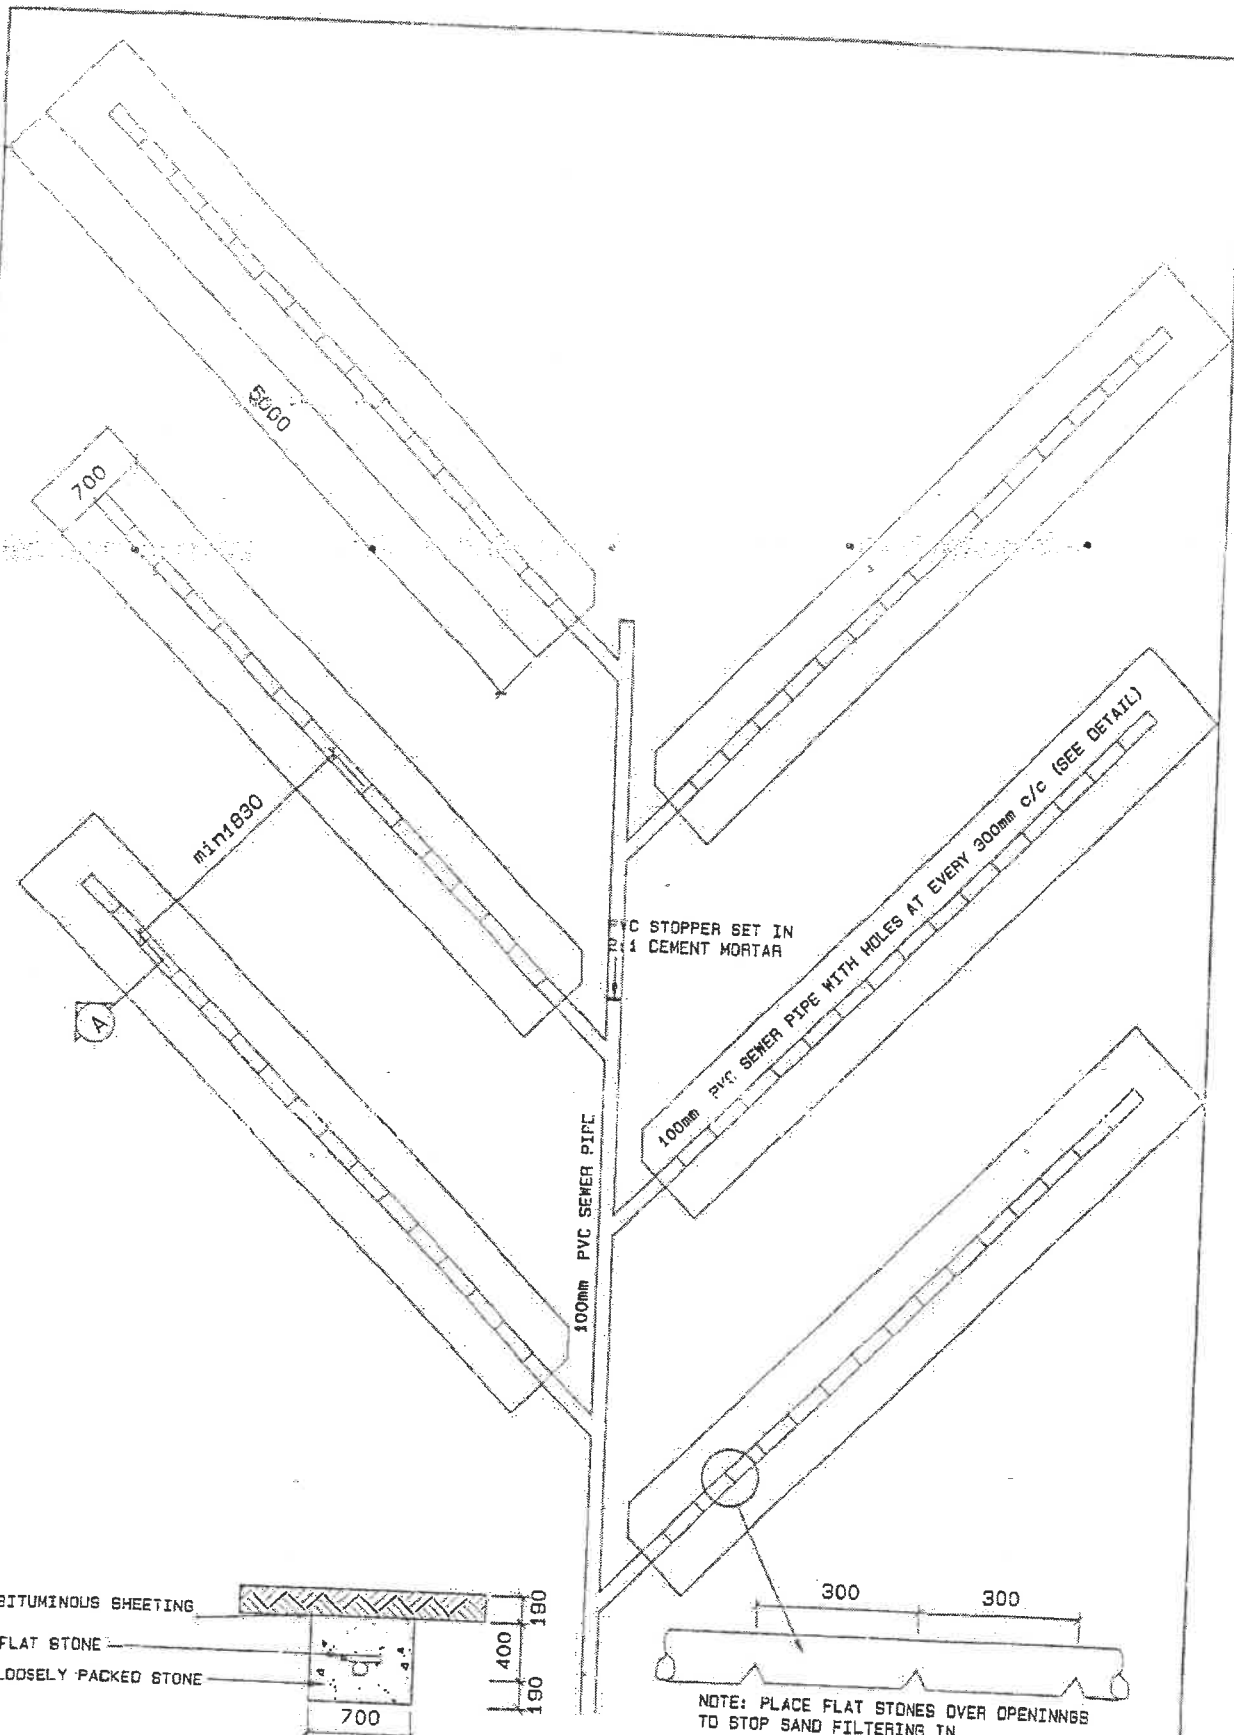 5000
700
min1830
A
PVC STOPPER SET IN
2:1 CEMENT MORTAR
100mm PVC SEWER PIPE WITH HOLES AT EVERY 300mm C/C (SEE DETAIL)
100mm PVC SEWER PIPE
BITUMINOUS SHEETING
FLAT STONE
LOOSELY PACKED STONE
190
400
190
700
300
300
NOTE: PLACE FLAT STONES OVER OPENINNGS
TO STOP SAND FILTERING IN